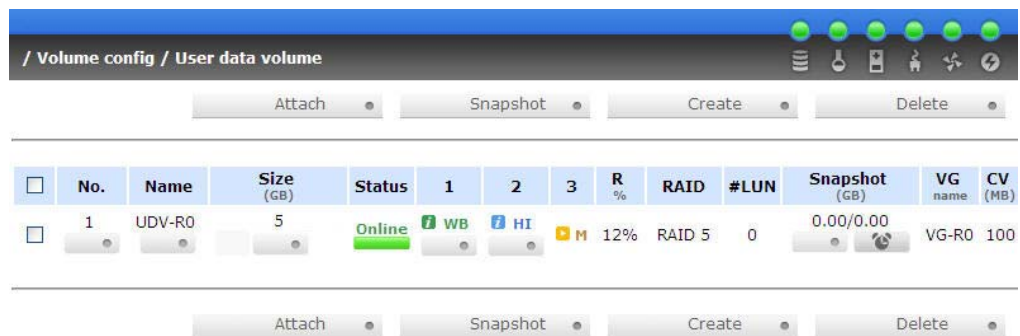 / Volume config / User data volume
Attach Snapshot Create Delete
No. Name Size (GB) Status 1 2 3 R % RAID #LUN Snapshot (GB) VG name CV (MB)
1 UDV-R0 5 Online WB HI M 12% RAID 5 0 0.00/0.00 VG-R0 100
Attach Snapshot Create Delete